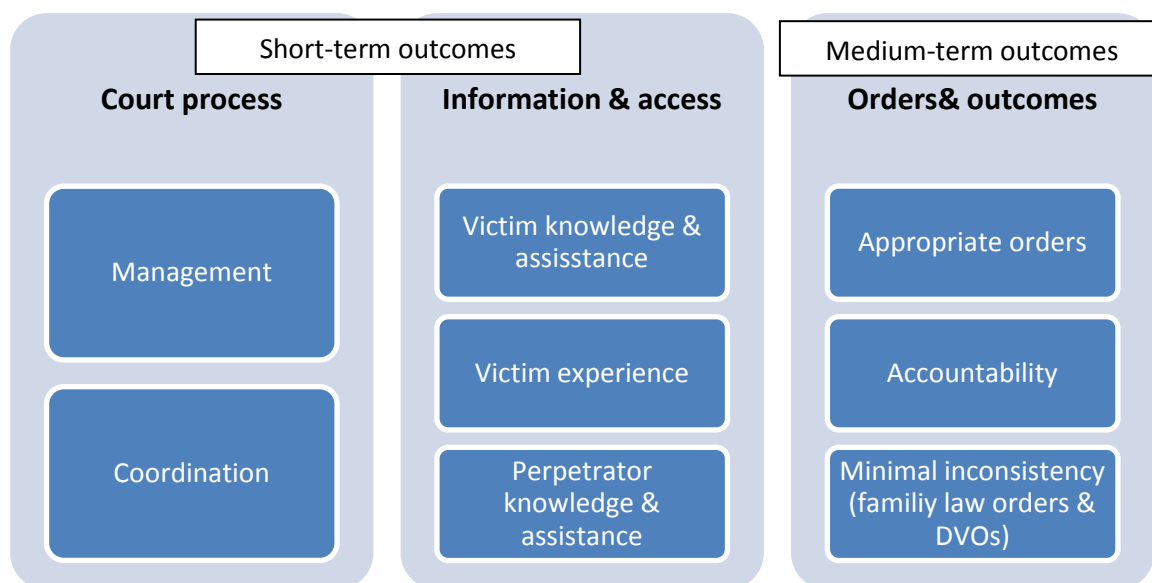 Short-term outcomes
Medium-term outcomes
Court process
Information & access
Orders& outcomes
Management
Coordination
Victim knowledge &
assisstance
Victim experience
Perpetrator
knowledge &
assistance
Appropriate orders
Accountability
Minimal inconsistency
(familiy law orders &
DVOs)